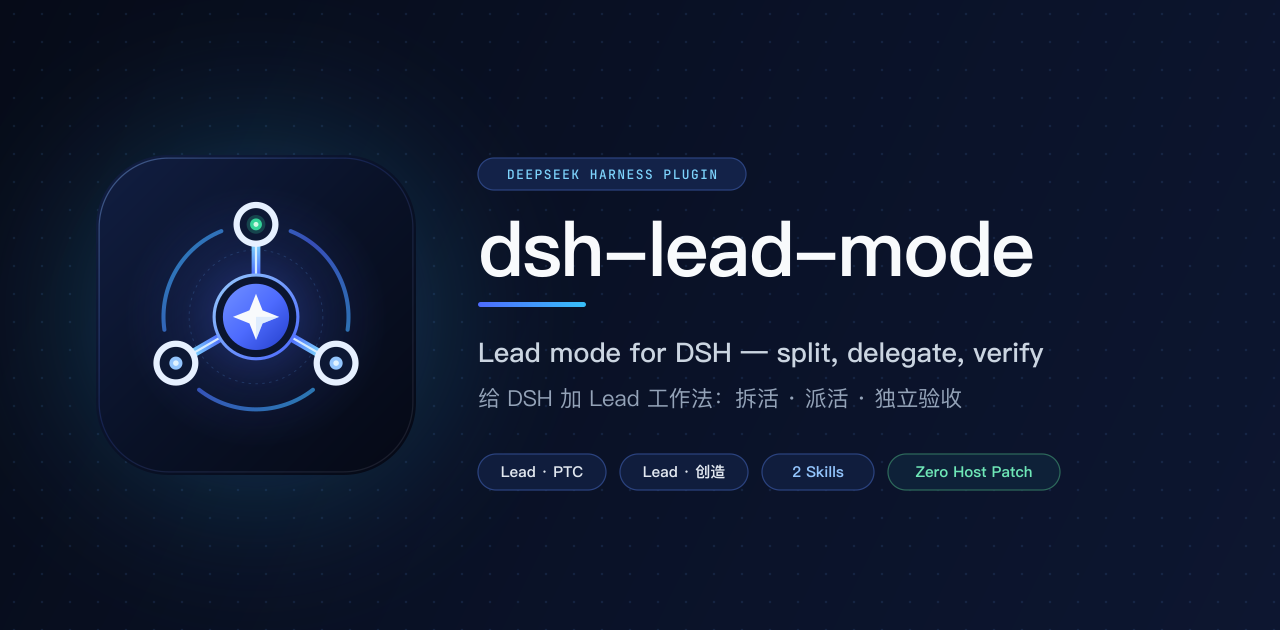 DEEPSEEK HARNESS PLUGIN
dsh-lead-mode
Lead mode for DSH — split, delegate, verify
给 DSH 加 Lead 工作法：拆活 · 派活 · 独立验收
Lead · PTC
Lead · 创造
2 Skills
Zero Host Patch